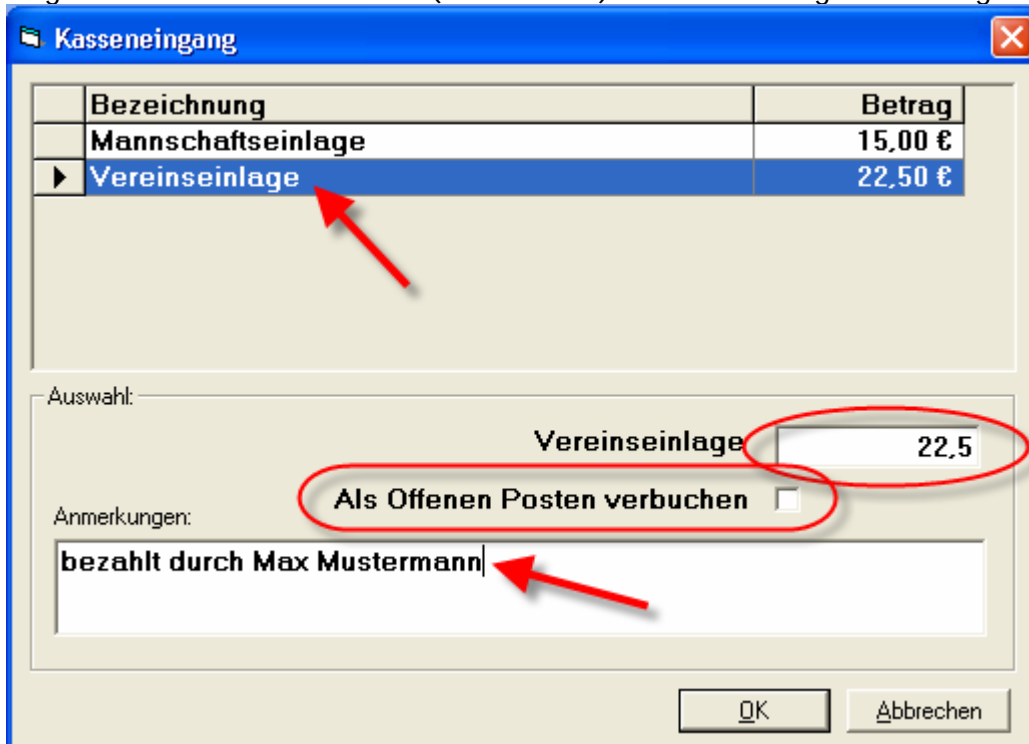 Kasseneingang
Bezeichnung Betrag
Mannschaftseinlage 15,00 €
Vereinseinlage 22,50 €
Auswahl:
Vereinseinlage 22,5
Als Offenen Posten verbuchen
Anmerkungen:
bezahlt durch Max Mustermann
OK Abbrechen